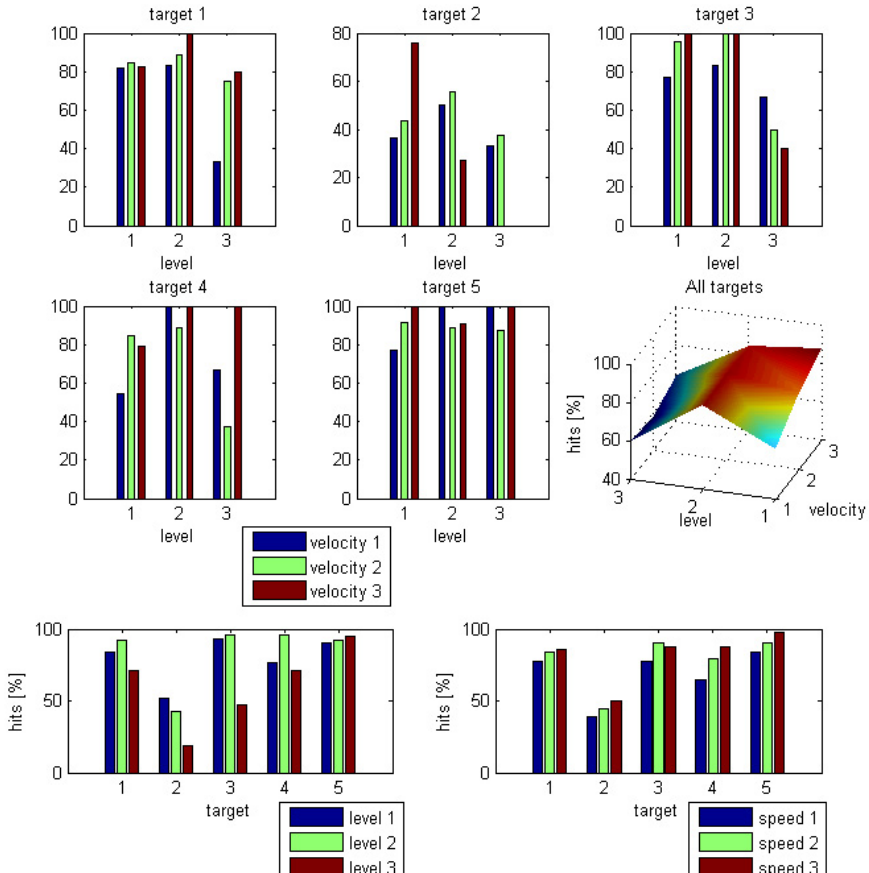 target 1
100
80
60
40
20
0
1 2 3
level
target 2
80
60
40
20
0
1 2 3
level
target 3
100
80
60
40
20
0
1 2 3
level
target 4
100
80
60
40
20
0
1 2 3
level
target 5
100
80
60
40
20
0
1 2 3
level
All targets
hits [%]
100
80
60
40
3 2 1
level
1 2 3
velocity
velocity 1
velocity 2
velocity 3
hits [%]
100
50
0
1 2 3 4 5
target
level 1
level 2
level 3
hits [%]
100
50
0
1 2 3 4 5
target
speed 1
speed 2
speed 3